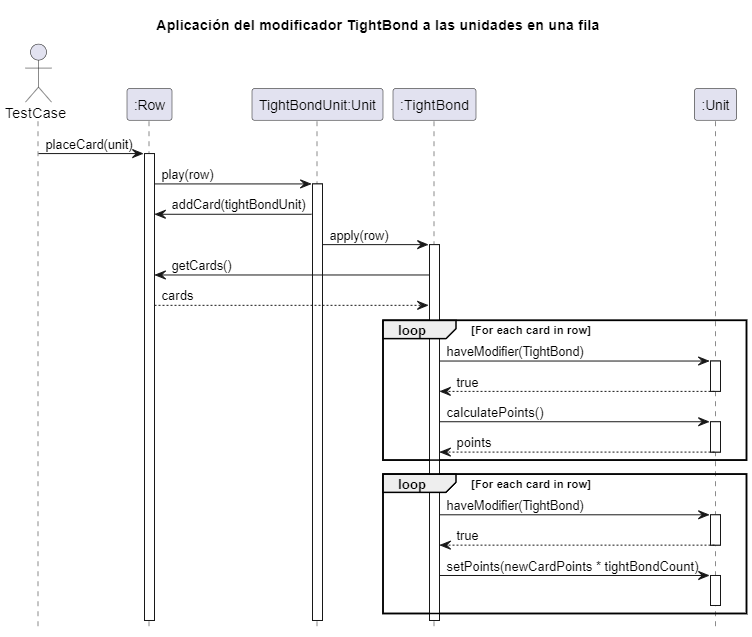 Aplicación del modificador TightBond a las unidades en una fila
TestCase
:Row
TightBondUnit:Unit
:TightBond
:Unit
placeCard(unit)
play(row)
addCard(tightBondUnit)
apply(row)
getCards()
cards
loop [For each card in row]
haveModifier(TightBond)
true
calculatePoints()
points
loop [For each card in row]
haveModifier(TightBond)
true
setPoints(newCardPoints * tightBondCount)